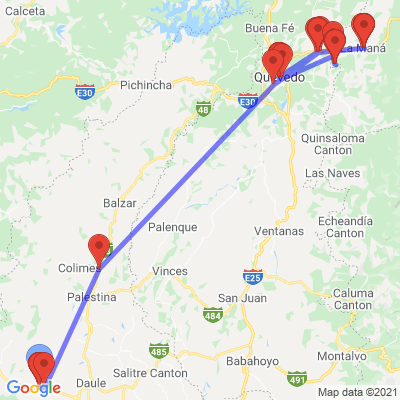 Calceta
Buena Fé
La Maná
Quevedo
Pichincha
E30
E30
48
Quinsaloma
Canton
Las Naves
Balzar
Palenque
Echeandía
Canton
Ventanas
Colimes
Vinces
E25
Palestina
San Juan
Caluma
Canton
484
485
Montalvo
Babahoyo
Salitre Canton
Daule
491
Google
Map data ©2021